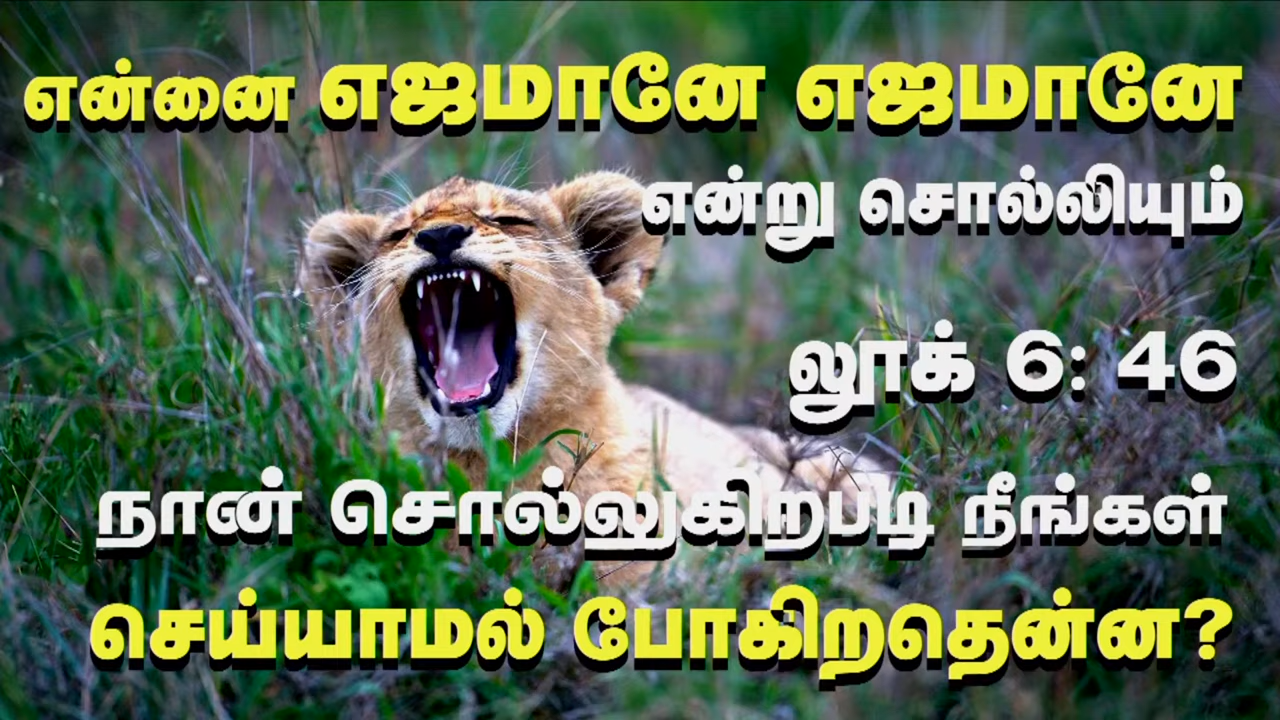 என்னை எஜமானே எஜமானே
என்று சொல்லியும்
லூக் 6: 46
நான் சொல்லுகிறபடி நீங்கள்
செய்யாமல் போகிறதென்ன?